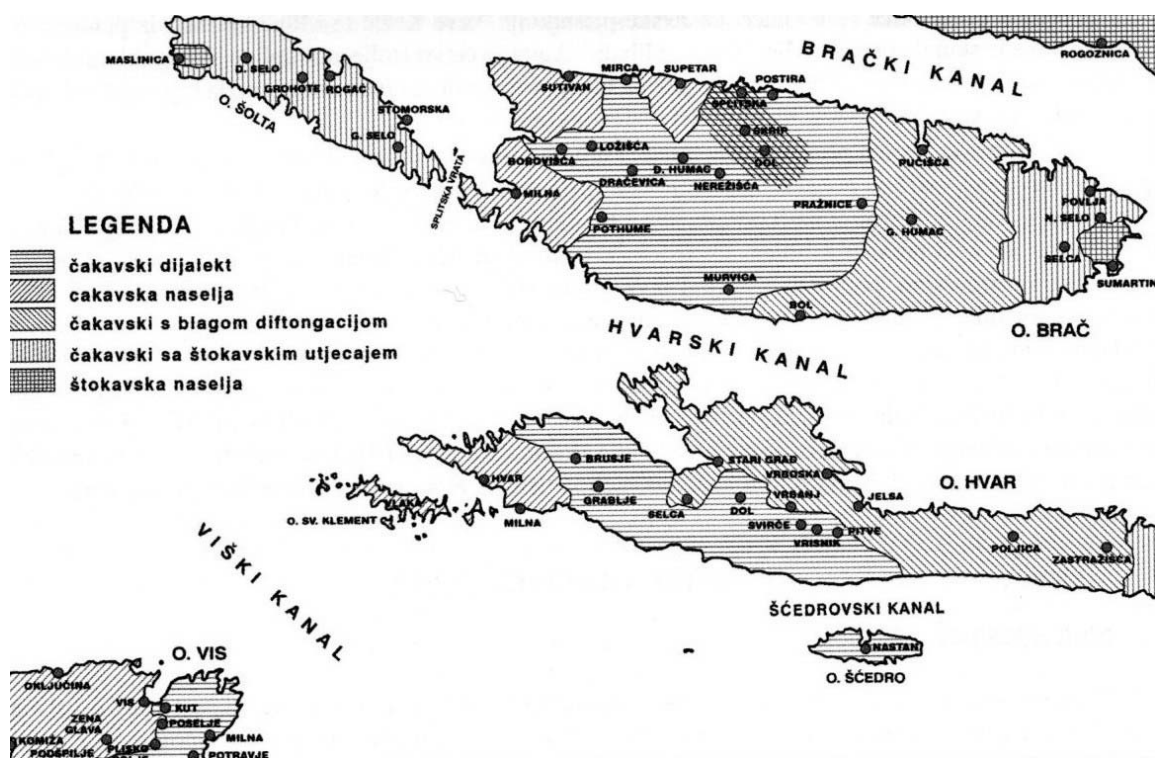 ROGOZNICA
BRAČKI KANAL
MASLINICA
D. SELO
GROHOTE
ROGAČ
STOMORSKA
G. SELO
O. ŠOLTA
SPLITSKA VRATA
SUTIVAN
MIRCA
SUPETAR
POSTIRA
SPLITSKA
ŠKRIP
DOL
BOBOVIŠĆA
LOŽIŠĆA
D. HUMAC
DRAČEVICA
NEREŽIŠĆA
PUČIŠĆA
MILNA
POTHUME
PRAŽNICE
G. HUMAC
POVLJA
N. SELO
SELCA
SUMARTIN
MURVICA
BOL
O. BRAČ
LEGENDA
čakavski dijalekt
cakavska naselja
čakavski s blagom diftongacijom
čakavski sa štokavskim utjecajem
štokavska naselja
HVARSKI KANAL
BRUSJE
STARI GRAD
VRBOSKA
HVAR
GRABLJE
SELCA
DOL
VRBANJ
JELSA
O. HVAR
VLAKA
O. SV. KLEMENT
MILNA
SVIRČE
VRISNIK
PITVE
POLJICA
ZASTRAŽIŠĆA
VIŠKI KANAL
ŠĆEDROVSKI KANAL
NASTAN
O. ŠĆEDRO
O. VIS
OKLJUČINA
VIS
KUT
POSELJE
ŽENA
GLAVA
MILNA
KOMIŽA
PODŠPILJE
PLISKO
POTRAVJE